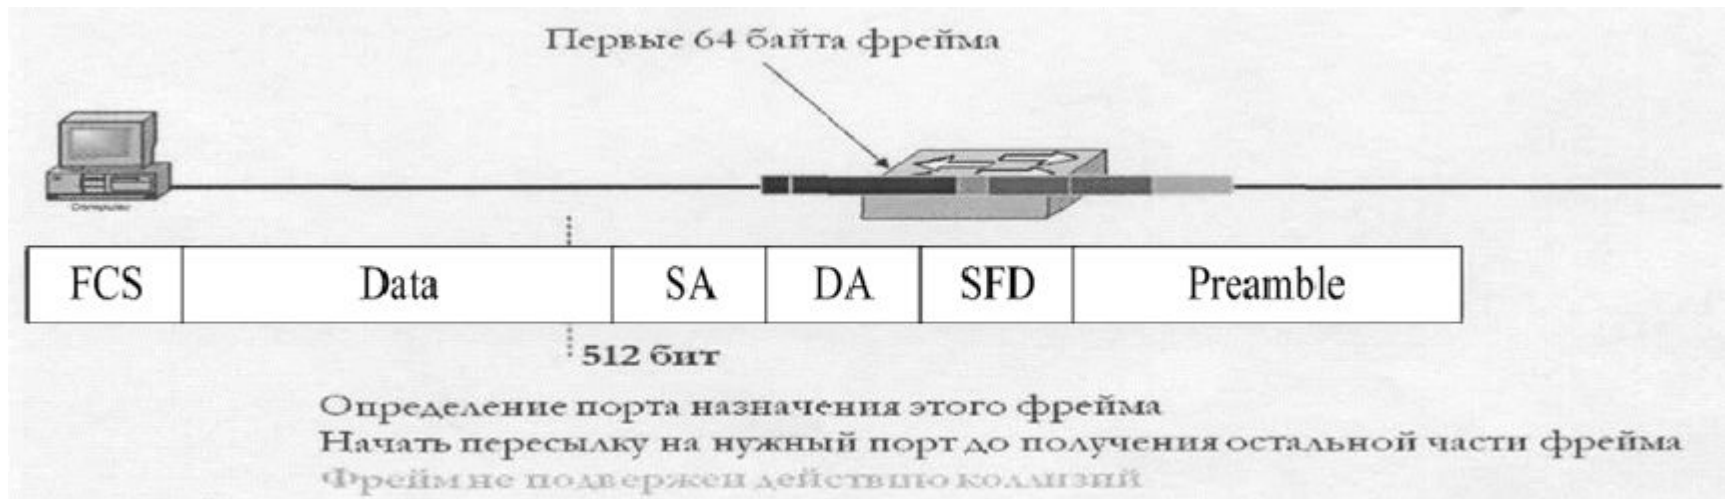 Первые 64 байта фрейма
Computer
FCS Data SA DA SFD Preamble
512 бит
Определение порта назначения этого фрейма
Начать пересылку на нужный порт до получения остальной части фрейма
Фрейм не подвержен действию коллизий